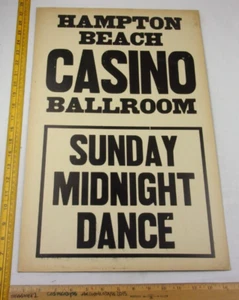 HAMPTON
BEACH
CASINO
BALLROOM
SUNDAY
MIDNIGHT
DANCE